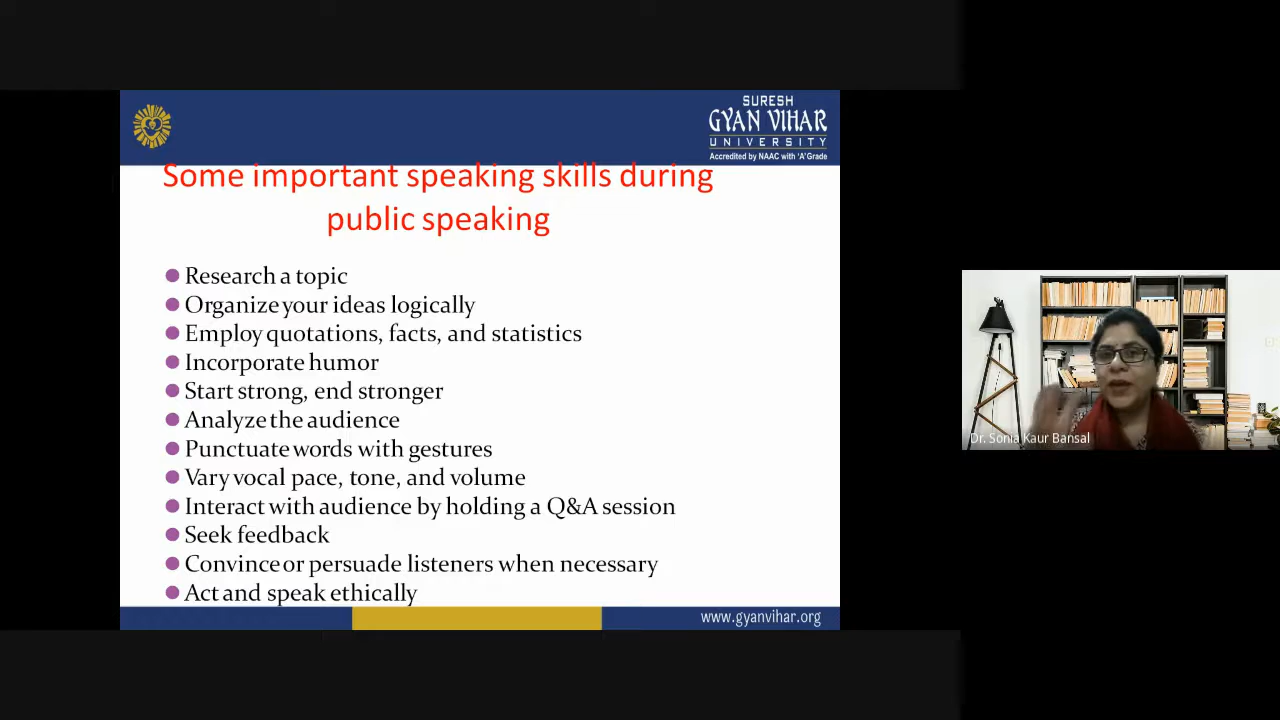 SURESH
GYAN VIHAR
UNIVERSITY
Accredited by NAAC with 'A' Grade
Some important speaking skills during
public speaking
Research a topic
Organize your ideas logically
Employ quotations, facts, and statistics
Incorporate humor
Start strong, end stronger
Analyze the audience
Punctuate words with gestures
Vary vocal pace, tone, and volume
Interact with audience by holding a Q&A session
Seek feedback
Convince or persuade listeners when necessary
Act and speak ethically
www.gyanvihar.org
Dr. Sonia Kaur Bansal